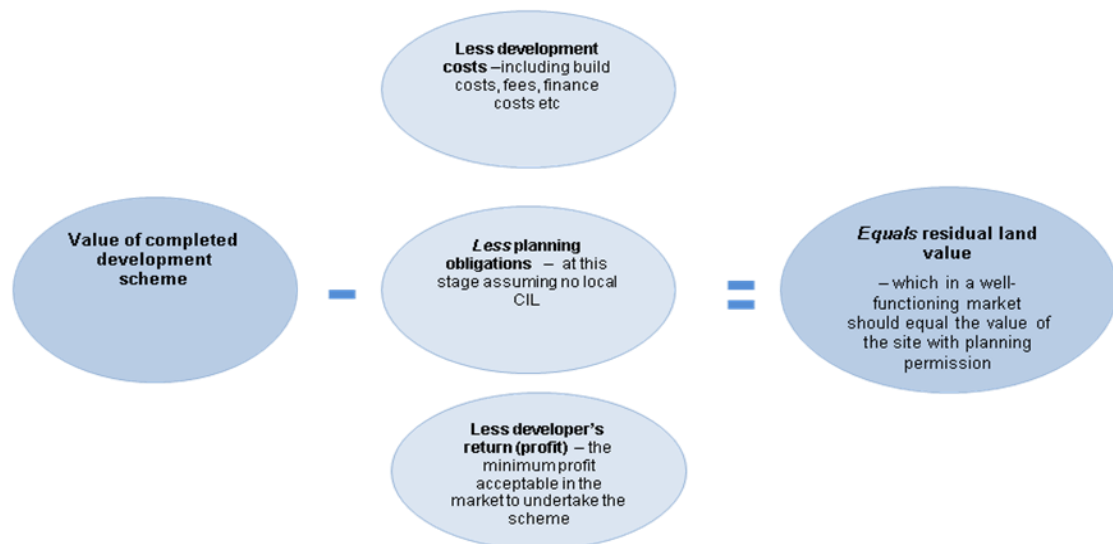 Less development
costs –including build
costs, fees, finance
costs etc
Value of completed
development
scheme
Less planning
obligations – at this
stage assuming no local
CIL
Equals residual land
value
– which in a well-
functioning market
should equal the value of
the site with planning
permission
Less developer's
return (profit) – the
minimum profit
acceptable in the
market to undertake the
scheme